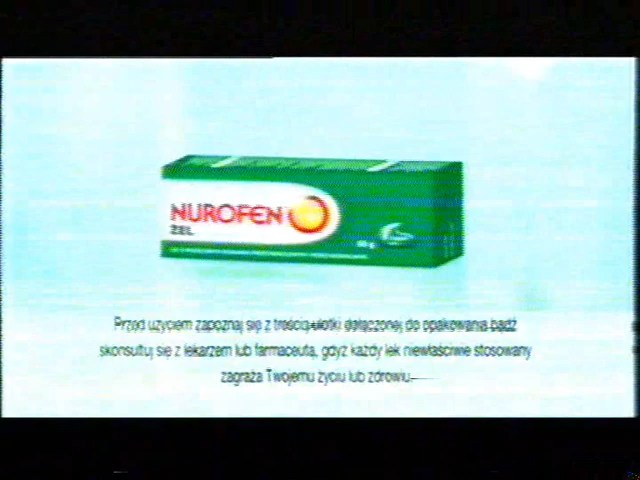 NUROFEN
ŻEL
Przed użyciem zapoznaj się z treścią ulotki dołączonej do opakowania bądź
skonsultuj się z lekarzem lub farmaceutą, gdyż każdy lek niewłaściwie stosowany
zagraża Twojemu życiu lub zdrowiu.